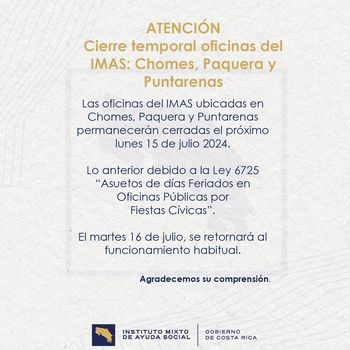 ATENCIÓN
Cierre temporal oficinas del
IMAS: Chomes, Paquera y
Puntarenas
Las oficinas del IMAS ubicadas en
Chomes, Paquera y Puntarenas
permanecerán cerradas el próximo
lunes 15 de julio 2024.
Lo anterior debido a la Ley 6725
“Asuetos de días Feriados en
Oficinas Públicas por
Fiestas Cívicas”.
El martes 16 de julio, se retornará al
funcionamiento habitual.
Agradecemos su comprensión.
INSTITUTO MIXTO
DE AYUDA SOCIAL
GOBIERNO
DE COSTA RICA